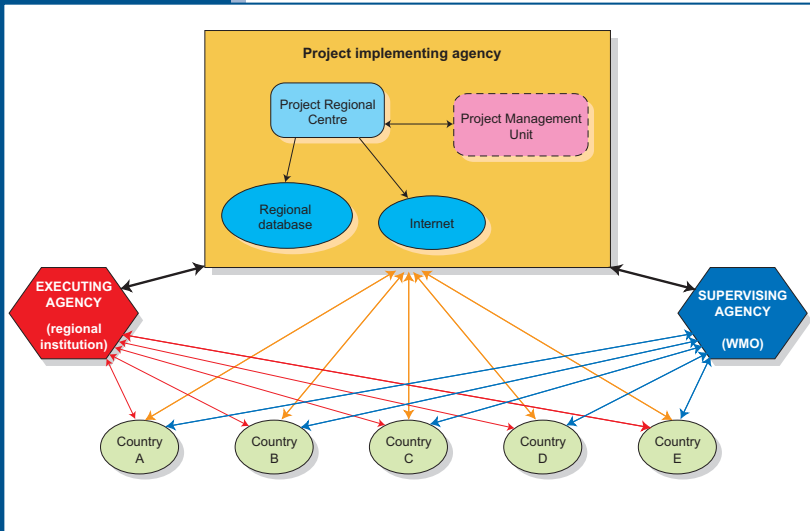 Project implementing agency
Project Regional
Centre
Project Management
Unit
Regional
database
Internet
EXECUTING
AGENCY
(regional
institution)
SUPERVISING
AGENCY
(WMO)
Country
A
Country
B
Country
C
Country
D
Country
E